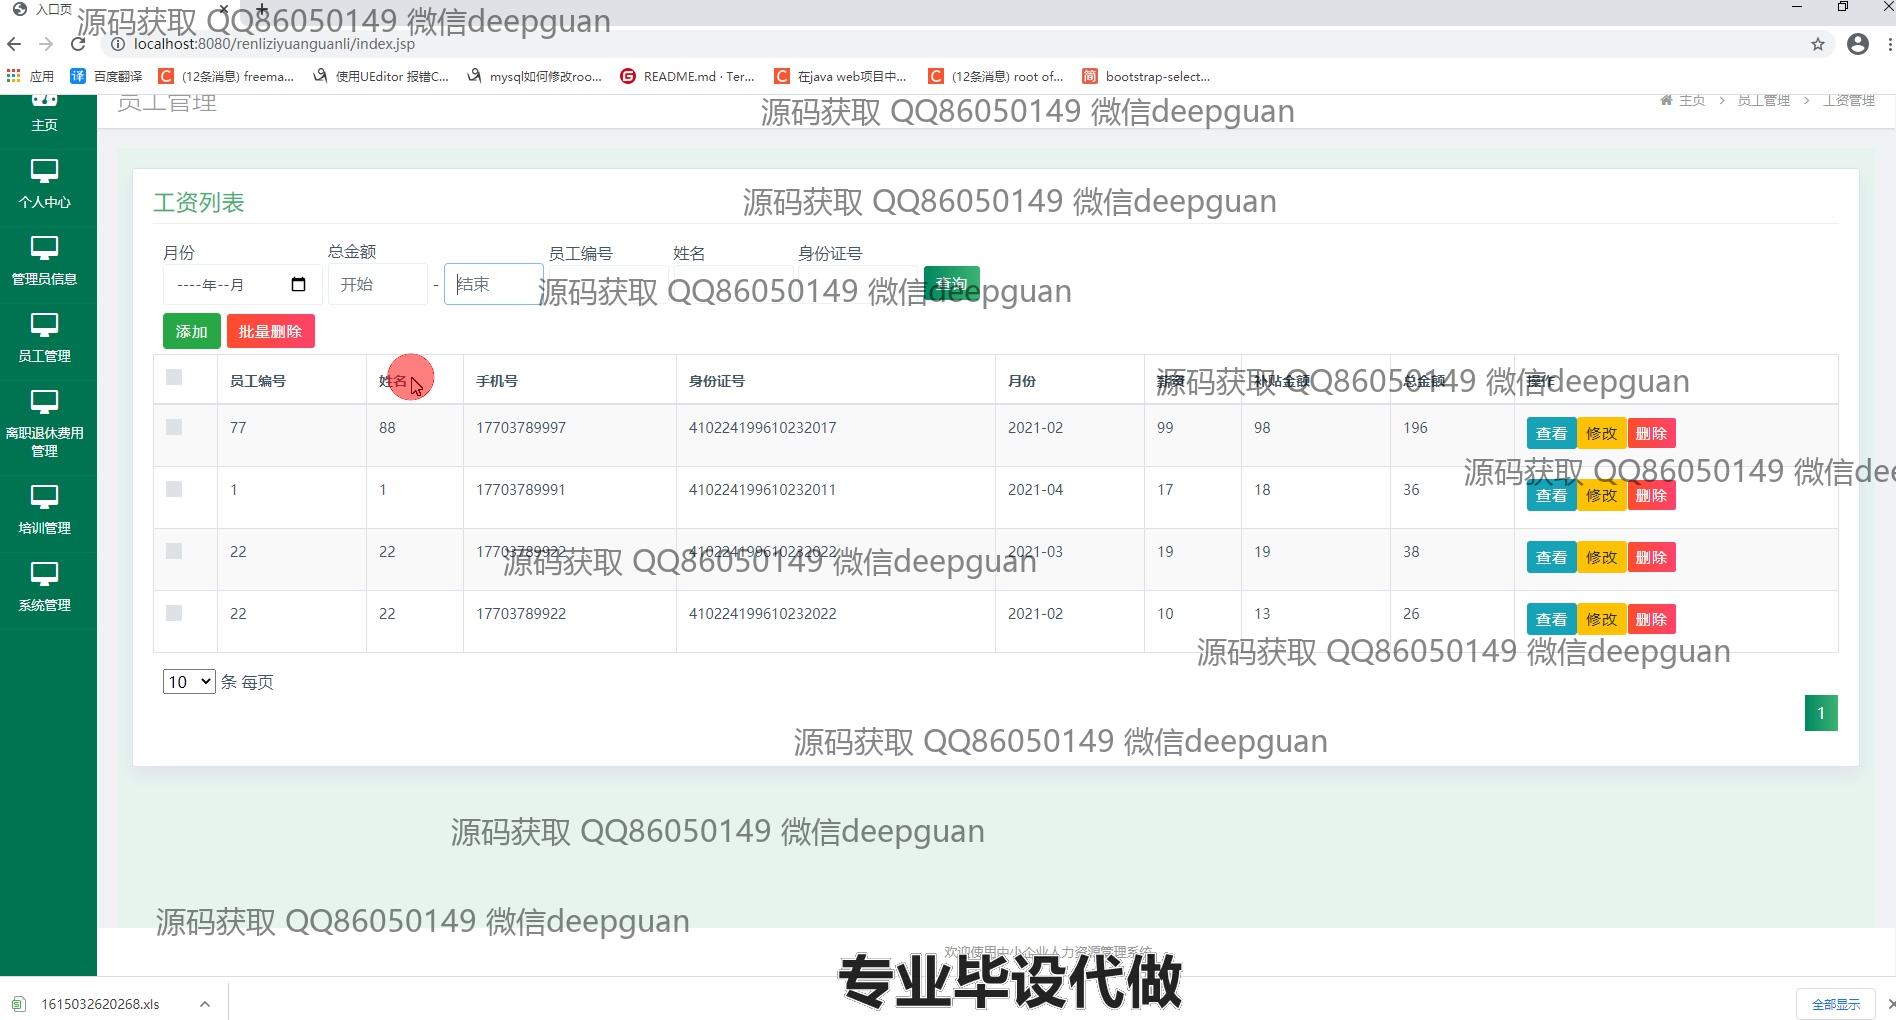 入口页
源码获取 QQ86050149 微信deepguan
localhost:8080/renliziyuanguanli/index.jsp
应用 百度翻译 (12条消息) freema... 使用UEditor 报错C... mysql如何修改roo... README.md · Ter... 在java web项目中... (12条消息) root of... bootstrap-select...
员工管理
主页 > 员工管理 > 工资管理
源码获取 QQ86050149 微信deepguan
主页
个人中心
管理员信息
员工管理
离职退休费用
管理
培训管理
系统管理
工资列表
源码获取 QQ86050149 微信deepguan
月份 总金额 员工编号 姓名 身份证号
----年--月 开始 - 结束 查询
源码获取 QQ86050149 微信deepguan
添加 批量删除
员工编号 姓名 手机号 身份证号 月份 薪资 补贴金额 总金额 操作
源码获取 QQ86050149 微信deepguan
77 88 17703789997 410224199610232017 2021-02 99 98 196 查看 修改 删除
源码获取 QQ86050149 微信dee
1 1 17703789991 410224199610232011 2021-04 17 18 36 查看 修改 删除
22 22 17703789922 410224199610232022 2021-03 19 19 38 查看 修改 删除
源码获取 QQ86050149 微信deepguan
22 22 17703789922 410224199610232022 2021-02 10 13 26 查看 修改 删除
源码获取 QQ86050149 微信deepguan
10 条 每页
1
源码获取 QQ86050149 微信deepguan
源码获取 QQ86050149 微信deepguan
源码获取 QQ86050149 微信deepguan
欢迎使用中小企业人力资源管理系统
专业毕设代做
1615032620268.xls
全部显示